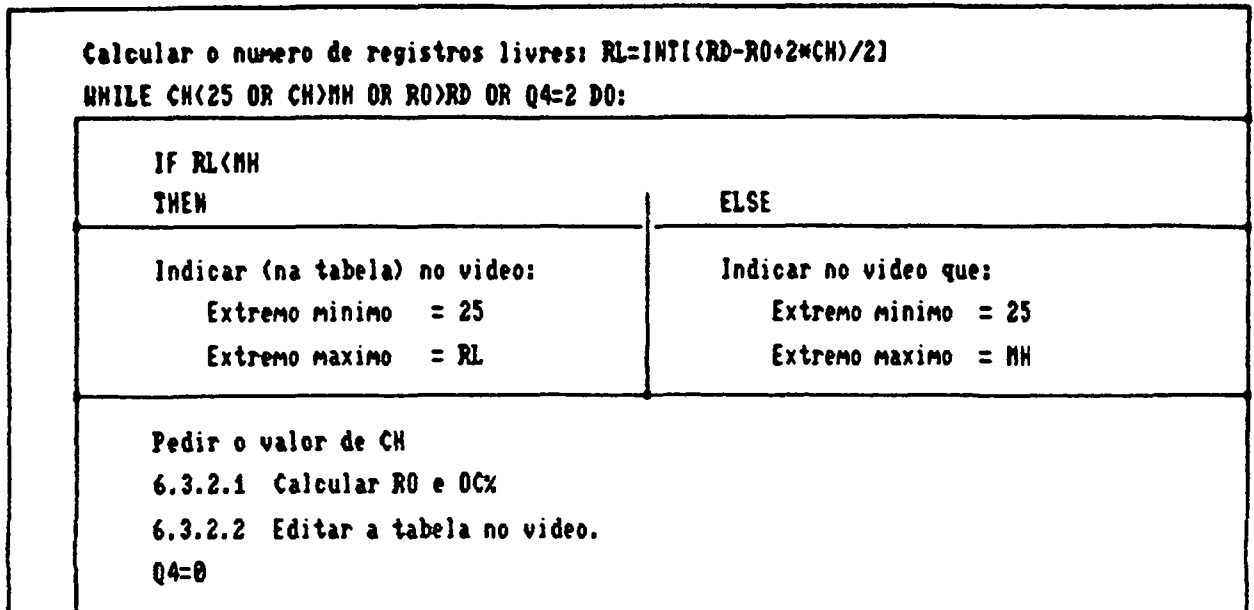 Calcular o numero de registros livres: RL=INT[(RD-RO+2*CH)/2]
WHILE CH<25 OR CH>MH OR RO>RD OR Q4=2 DO:
IF RL<MH
THEN
ELSE
Indicar (na tabela) no video:
Extremo minimo = 25
Extremo maximo = RL
Indicar no video que:
Extremo minimo = 25
Extremo maximo = MH
Pedir o valor de CH
6.3.2.1 Calcular RO e OC%
6.3.2.2 Editar a tabela no video.
Q4=0